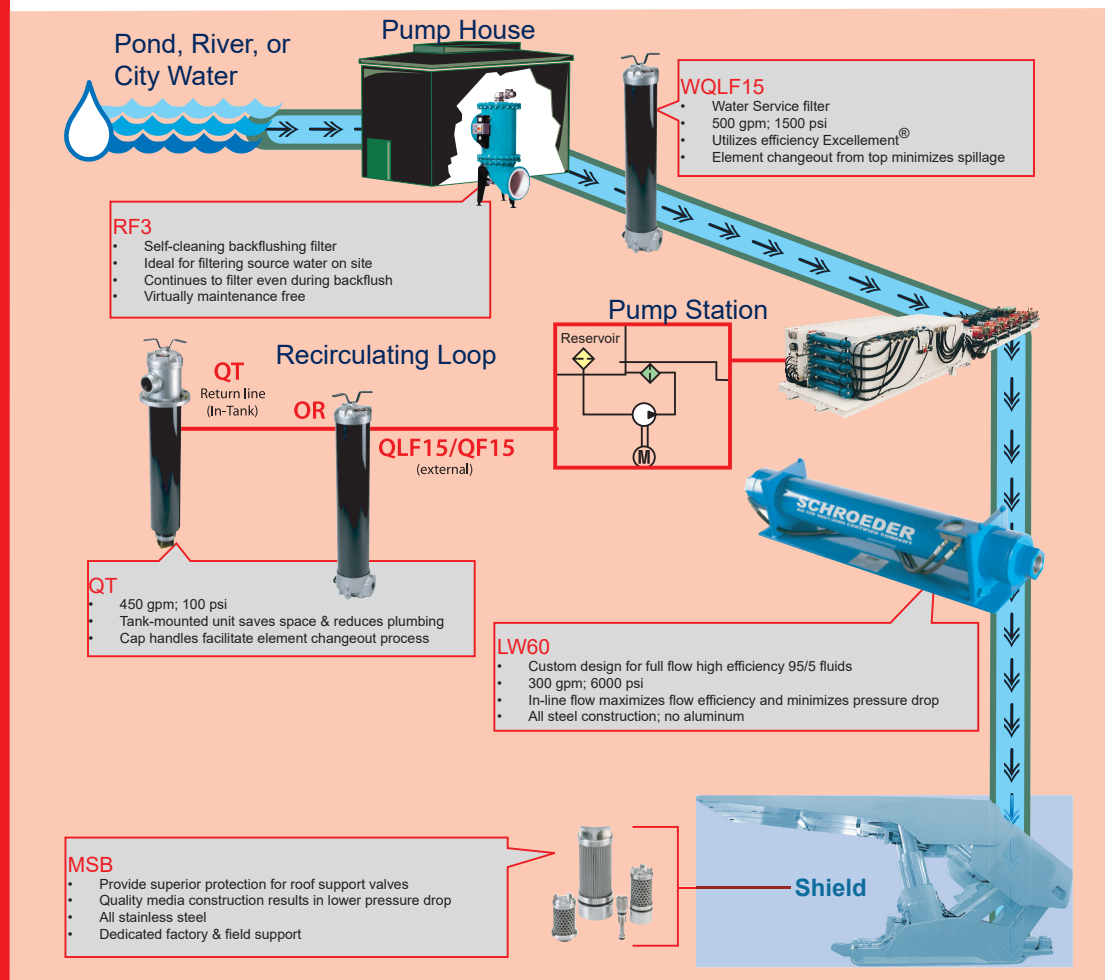 Pond, River, or
City Water
Pump House
WQLF15
• Water Service filter
• 500 gpm; 1500 psi
• Utilizes efficiency Excellement®
• Element changeout from top minimizes spillage
RF3
• Self-cleaning backflushing filter
• Ideal for filtering source water on site
• Continues to filter even during backflush
• Virtually maintenance free
Pump Station
Reservoir
M
Recirculating Loop
QT
Return line
(In-Tank)
OR
QLF15/QF15
(external)
SCHROEDER
QT
• 450 gpm; 100 psi
• Tank-mounted unit saves space & reduces plumbing
• Cap handles facilitate element changeout process
LW60
• Custom design for full flow high efficiency 95/5 fluids
• 300 gpm; 6000 psi
• In-line flow maximizes flow efficiency and minimizes pressure drop
• All steel construction; no aluminum
MSB
• Provide superior protection for roof support valves
• Quality media construction results in lower pressure drop
• All stainless steel
• Dedicated factory & field support
Shield